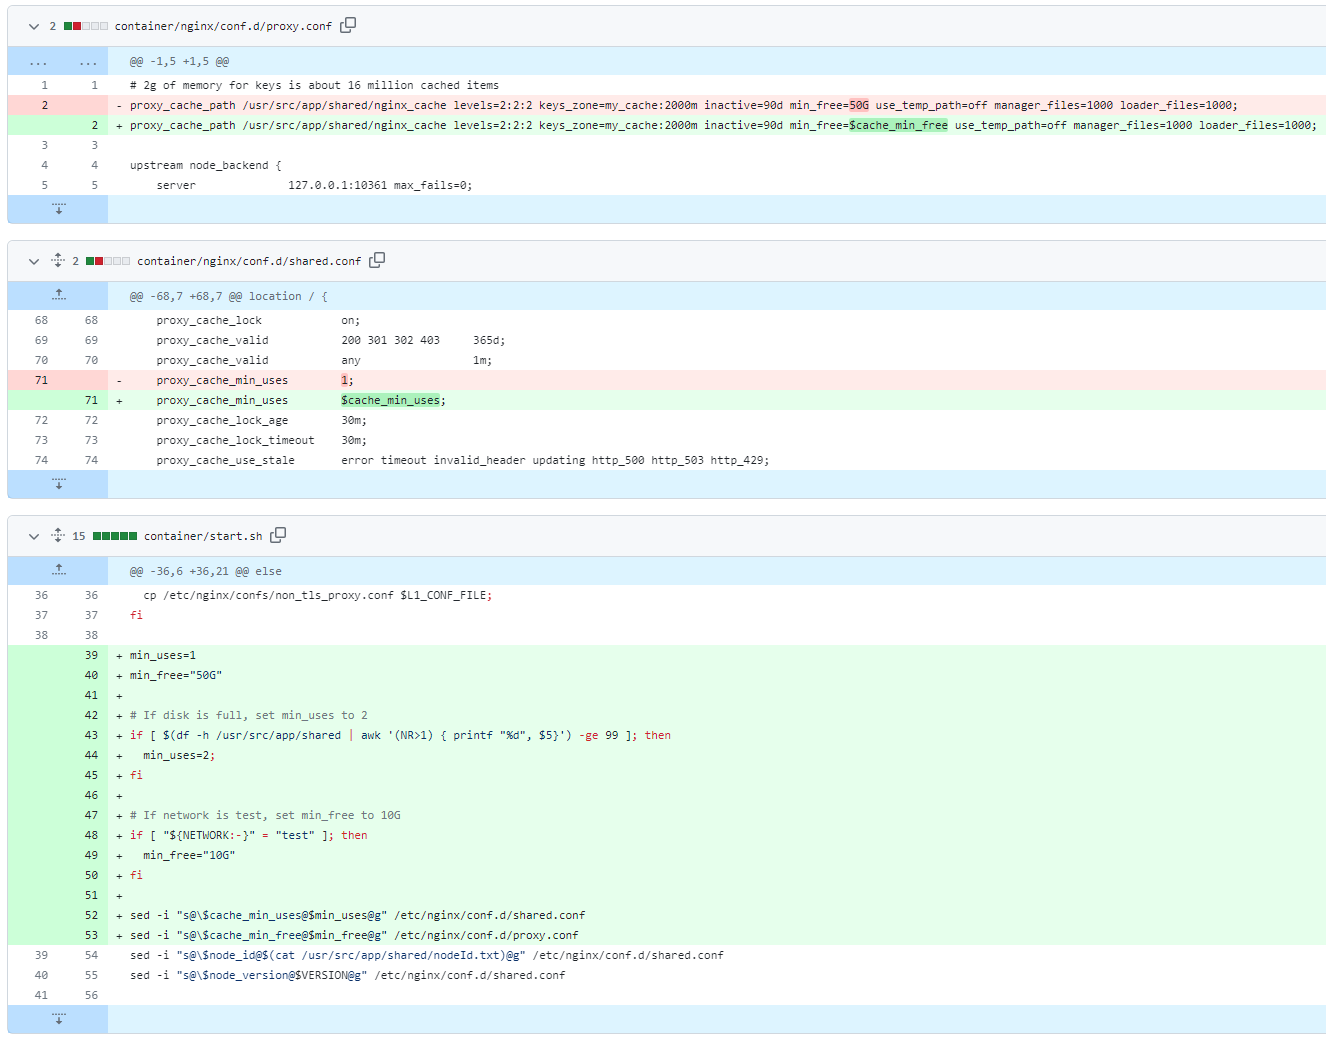 2 container/nginx/conf.d/proxy.conf
... ... @@ -1,5 +1,5 @@
1 1 # 2g of memory for keys is about 16 million cached items
2 - proxy_cache_path /usr/src/app/shared/nginx_cache levels=2:2:2 keys_zone=my_cache:2000m inactive=90d min_free=50G use_temp_path=off manager_files=1000 loader_files=1000;
2 + proxy_cache_path /usr/src/app/shared/nginx_cache levels=2:2:2 keys_zone=my_cache:2000m inactive=90d min_free=$cache_min_free use_temp_path=off manager_files=1000 loader_files=1000;
3 3
4 4 upstream node_backend {
5 5 server 127.0.0.1:10361 max_fails=0;
2 container/nginx/conf.d/shared.conf
@@ -68,7 +68,7 @@ location / {
68 68 proxy_cache_lock on;
69 69 proxy_cache_valid 200 301 302 403 365d;
70 70 proxy_cache_valid any 1m;
71 - proxy_cache_min_uses 1;
71 + proxy_cache_min_uses $cache_min_uses;
72 72 proxy_cache_lock_age 30m;
73 73 proxy_cache_lock_timeout 30m;
74 74 proxy_cache_use_stale error timeout invalid_header updating http_500 http_503 http_429;
15 container/start.sh
@@ -36,6 +36,21 @@ else
36 36 cp /etc/nginx/confs/non_tls_proxy.conf $L1_CONF_FILE;
37 37 fi
38 38
39 + min_uses=1
40 + min_free="50G"
41 +
42 + # If disk is full, set min_uses to 2
43 + if [ $(df -h /usr/src/app/shared | awk '(NR>1) { printf "%d", $5}') -ge 99 ]; then
44 + min_uses=2;
45 + fi
46 +
47 + # If network is test, set min_free to 10G
48 + if [ "${NETWORK:-}" = "test" ]; then
49 + min_free="10G"
50 + fi
51 +
52 + sed -i "s@\$cache_min_uses@$min_uses@g" /etc/nginx/conf.d/shared.conf
53 + sed -i "s@\$cache_min_free@$min_free@g" /etc/nginx/conf.d/proxy.conf
39 54 sed -i "s@\$node_id@$(cat /usr/src/app/shared/nodeId.txt)@g" /etc/nginx/conf.d/shared.conf
40 55 sed -i "s@\$node_version@$VERSION@g" /etc/nginx/conf.d/shared.conf
41 56